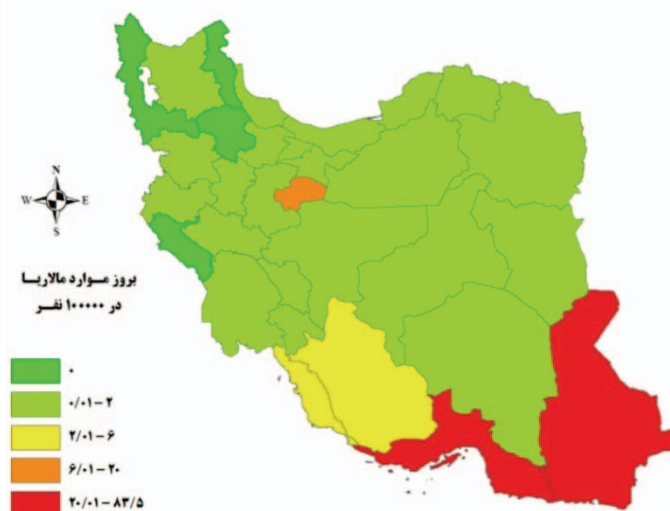 N
W E
S
بروز موارد مالاریا
در ۱۰۰۰۰۰ نفر
۰
۰/۰۱ – ۲
۲/۰۱ – ۶
۶/۰۱ – ۲۰
۲۰/۰۱ – ۸۳/۵